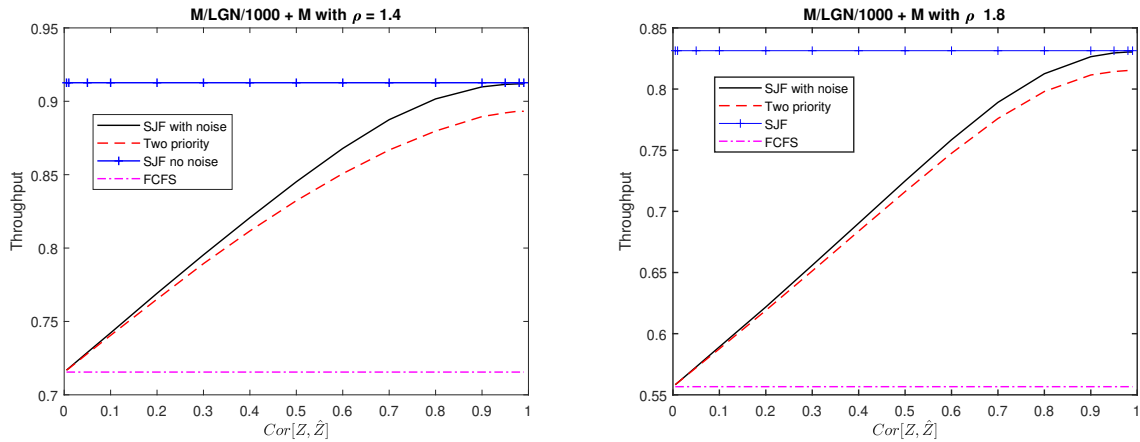 M/LGN/1000 + M with ρ = 1.4
0.95
0.9
0.85
0.8
0.75
0.7
Throughput
SJF with noise
Two priority
SJF no noise
FCFS
0 0.1 0.2 0.3 0.4 0.5 0.6 0.7 0.8 0.9 1
Cor[Z, Ẑ]
M/LGN/1000 + M with ρ 1.8
0.85
0.8
0.75
0.7
0.65
0.6
0.55
Throughput
SJF with noise
Two priority
SJF
FCFS
0 0.1 0.2 0.3 0.4 0.5 0.6 0.7 0.8 0.9 1
Cor[Z, Ẑ]